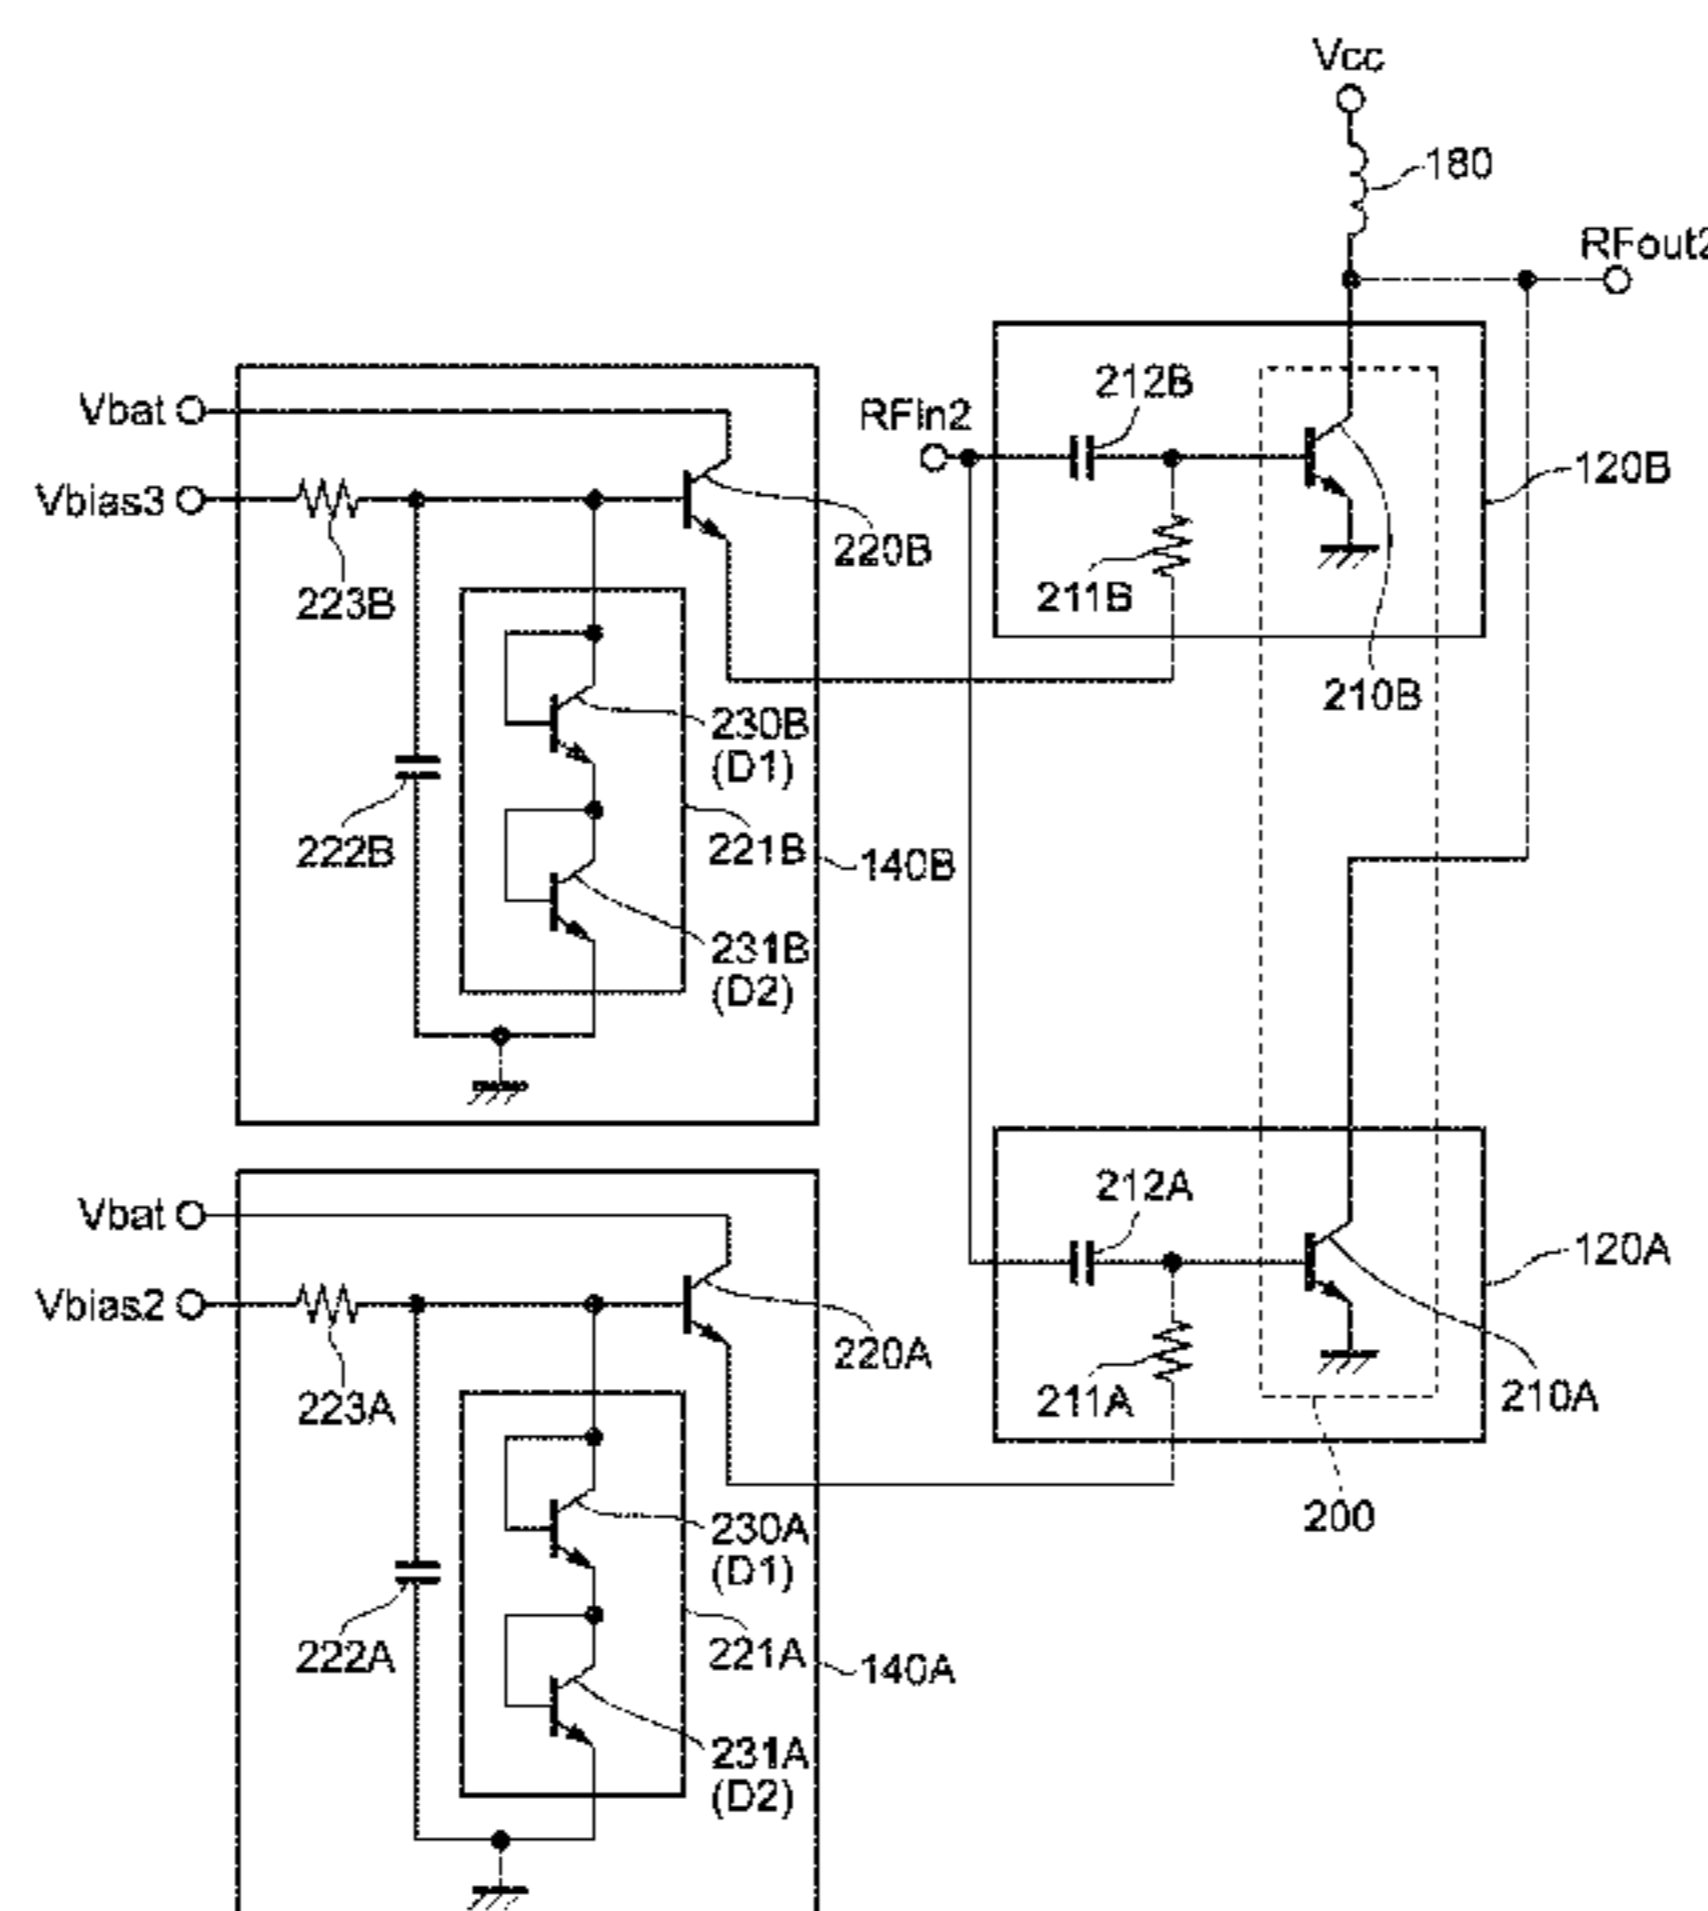 Vcc
180
RFout2
Vbat
Vbias3
223B
222B
220B
230B
(D1)
221B
231B
(D2)
140B
RFin2
212B
211B
210B
120B
Vbat
Vbias2
223A
222A
220A
230A
(D1)
221A
231A
(D2)
140A
212A
211A
210A
120A
200